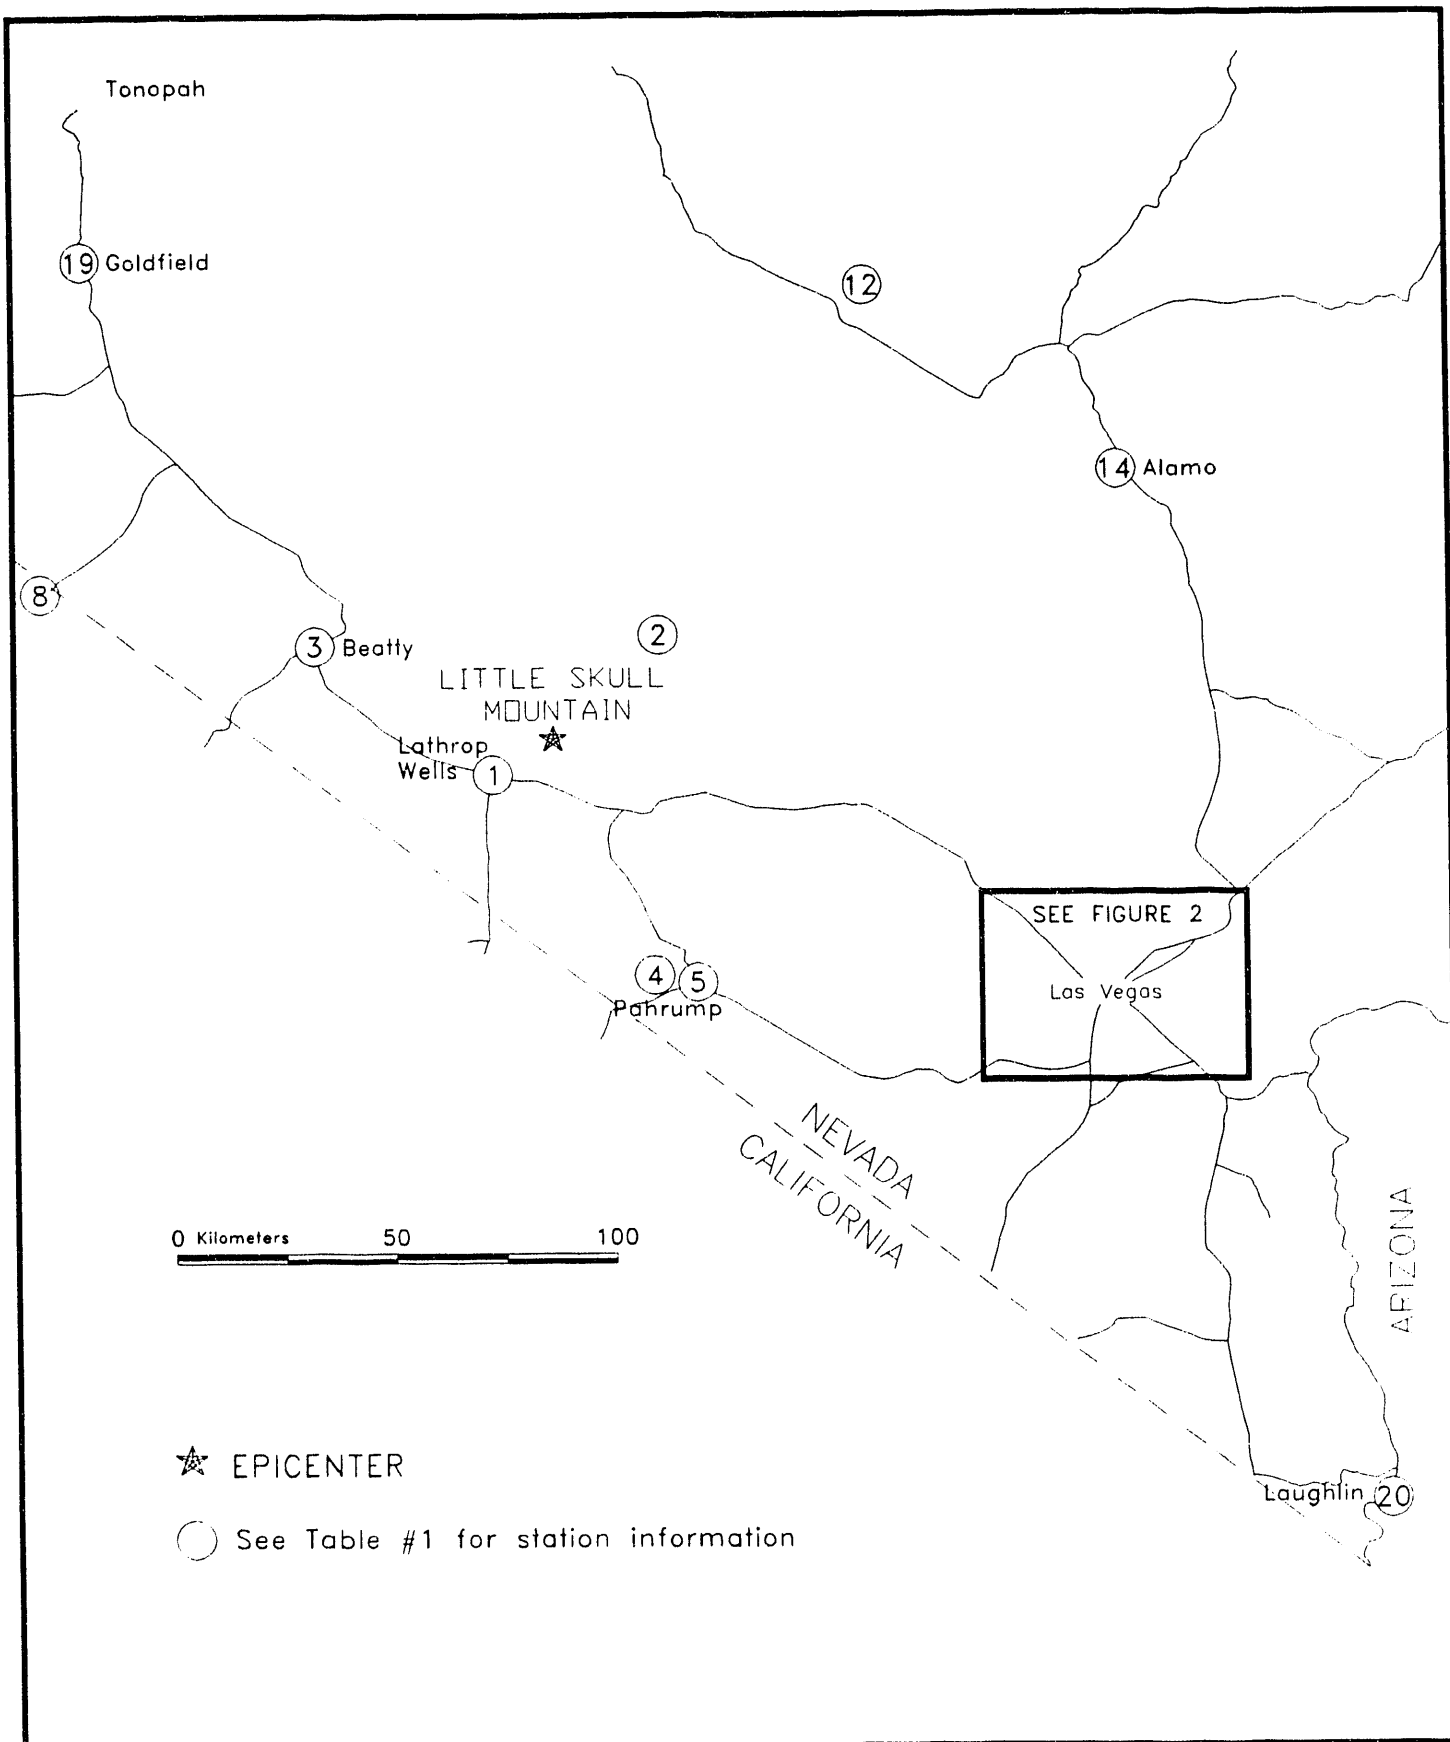 Tonopah
19 Goldfield
12
14 Alamo
8
2
3 Beatty
LITTLE SKULL
MOUNTAIN
Lathrop
Wells 1
SEE FIGURE 2
4 5
Las Vegas
Pahrump
NEVADA
CALIFORNIA
ARIZONA
0 Kilometers 50 100
EPICENTER
Laughlin 20
See Table #1 for station information